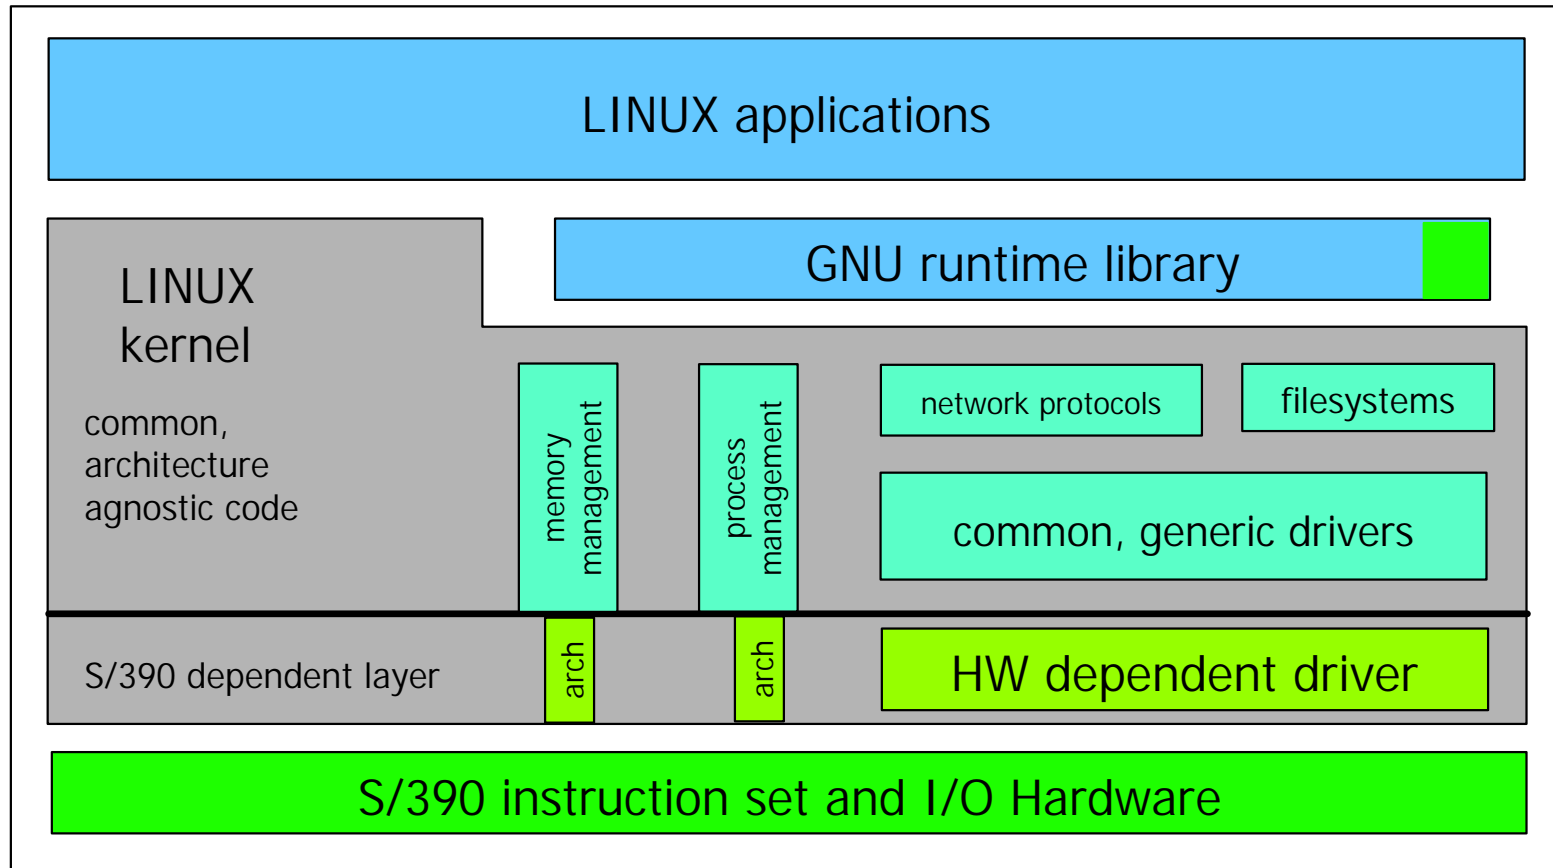 LINUX applications
GNU runtime library
LINUX
kernel
common,
architecture
agnostic code
memory
management
process
management
network protocols
filesystems
common, generic drivers
S/390 dependent layer
arch
arch
HW dependent driver
S/390 instruction set and I/O Hardware